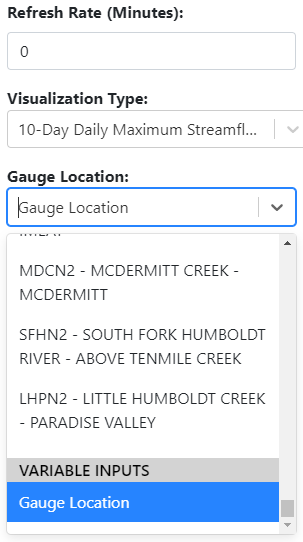 Refresh Rate (Minutes):
0
Visualization Type:
10-Day Daily Maximum Streamfl...
Gauge Location:
Gauge Location
MDCN2 - MCDERMITT CREEK -
MCDERMITT
SFHN2 - SOUTH FORK HUMBOLDT
RIVER - ABOVE TENMILE CREEK
LHPN2 - LITTLE HUMBOLDT CREEK
- PARADISE VALLEY
VARIABLE INPUTS
Gauge Location